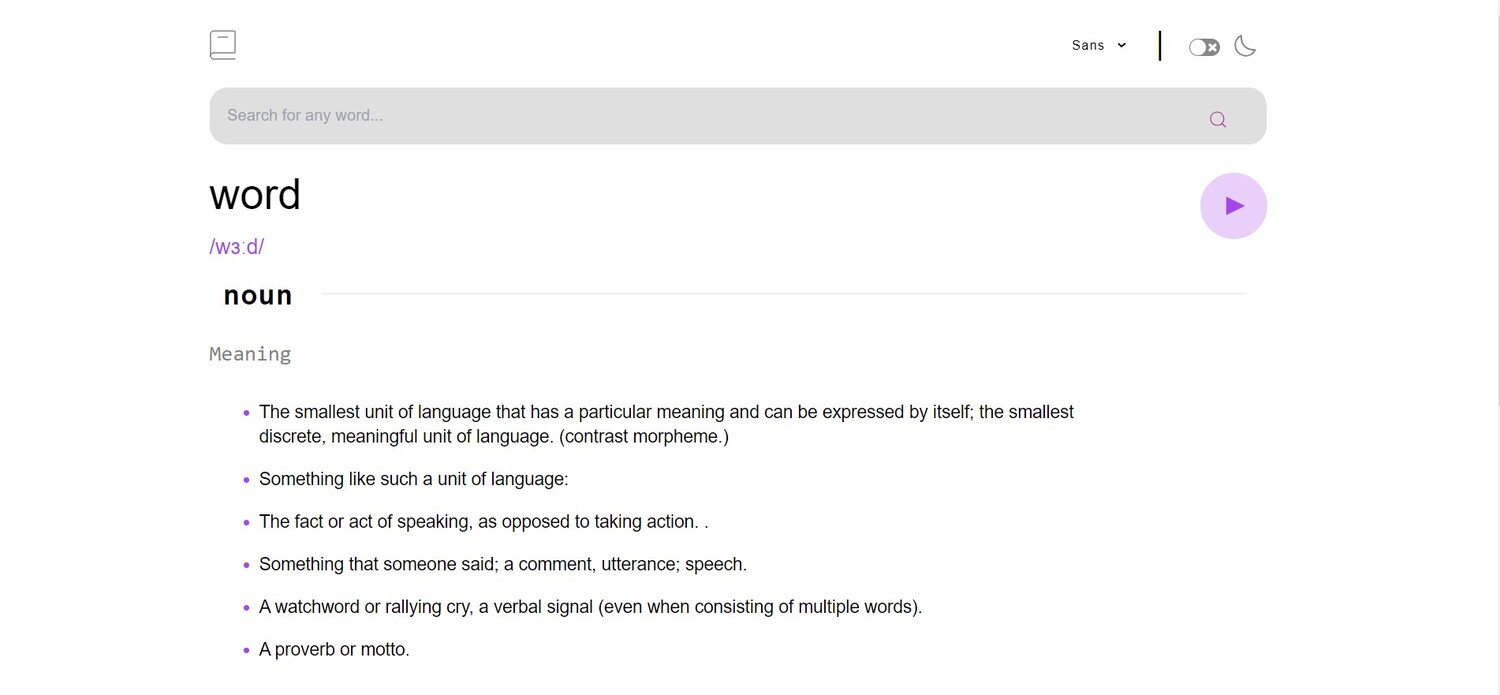 Sans
Search for any word...
word
/wɜːd/
noun
Meaning
The smallest unit of language that has a particular meaning and can be expressed by itself; the smallest
discrete, meaningful unit of language. (contrast morpheme.)
Something like such a unit of language:
The fact or act of speaking, as opposed to taking action. .
Something that someone said; a comment, utterance; speech.
A watchword or rallying cry, a verbal signal (even when consisting of multiple words).
A proverb or motto.